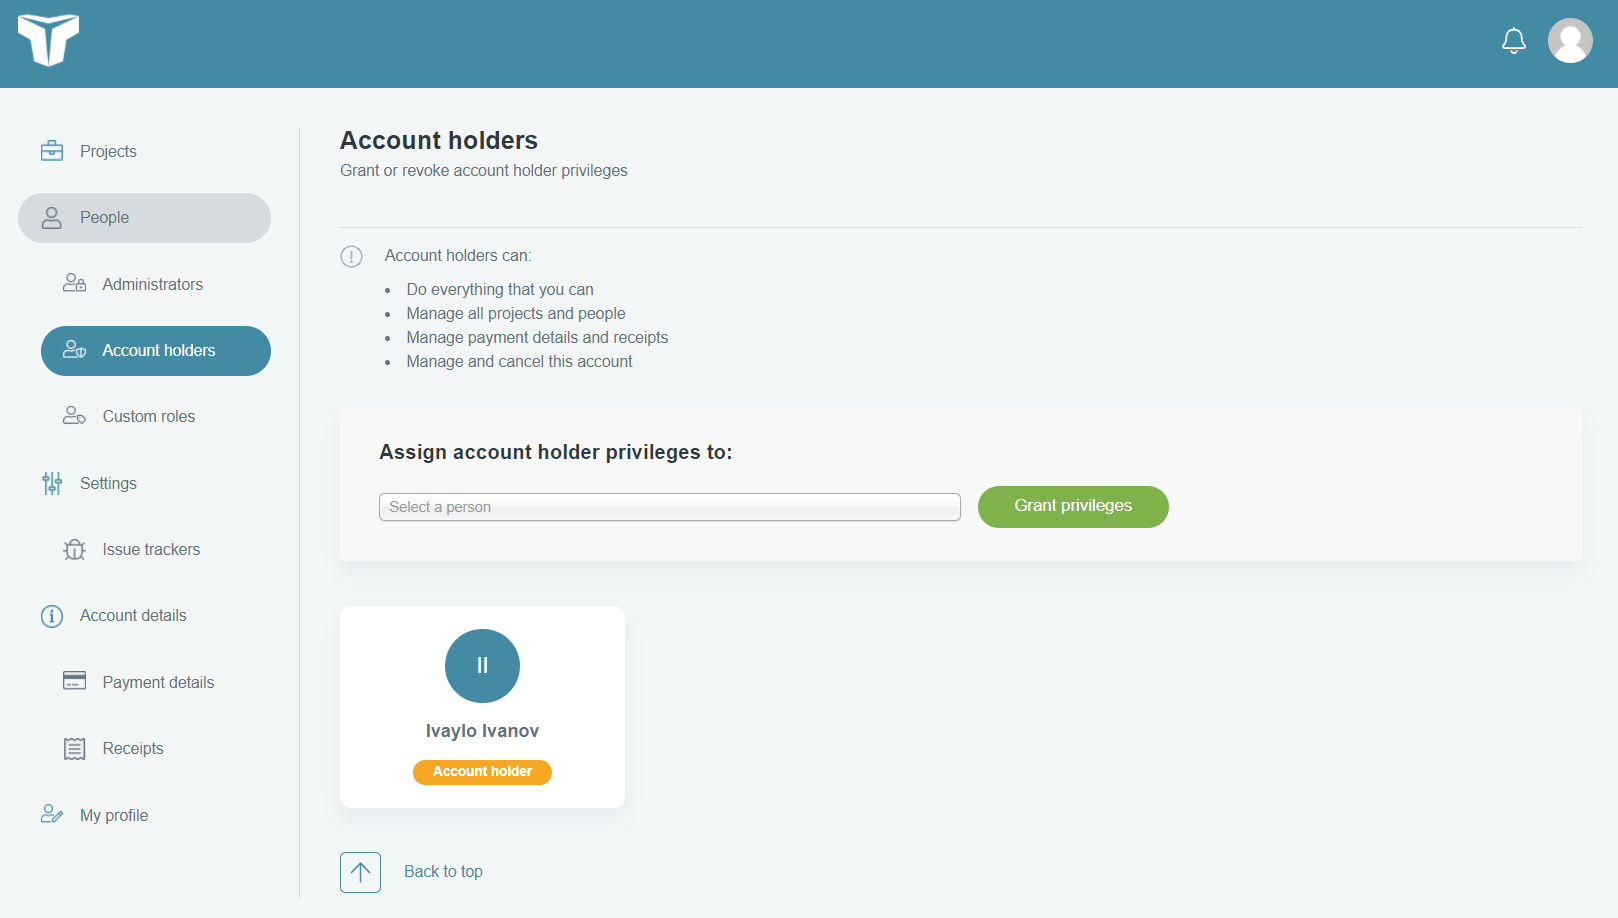 Projects
People
Administrators
Account holders
Custom roles
Settings
Issue trackers
Account details
Payment details
Receipts
My profile
Account holders
Grant or revoke account holder privileges
Account holders can:
Do everything that you can
Manage all projects and people
Manage payment details and receipts
Manage and cancel this account
Assign account holder privileges to:
Select a person
Grant privileges
II
Ivaylo Ivanov
Account holder
Back to top